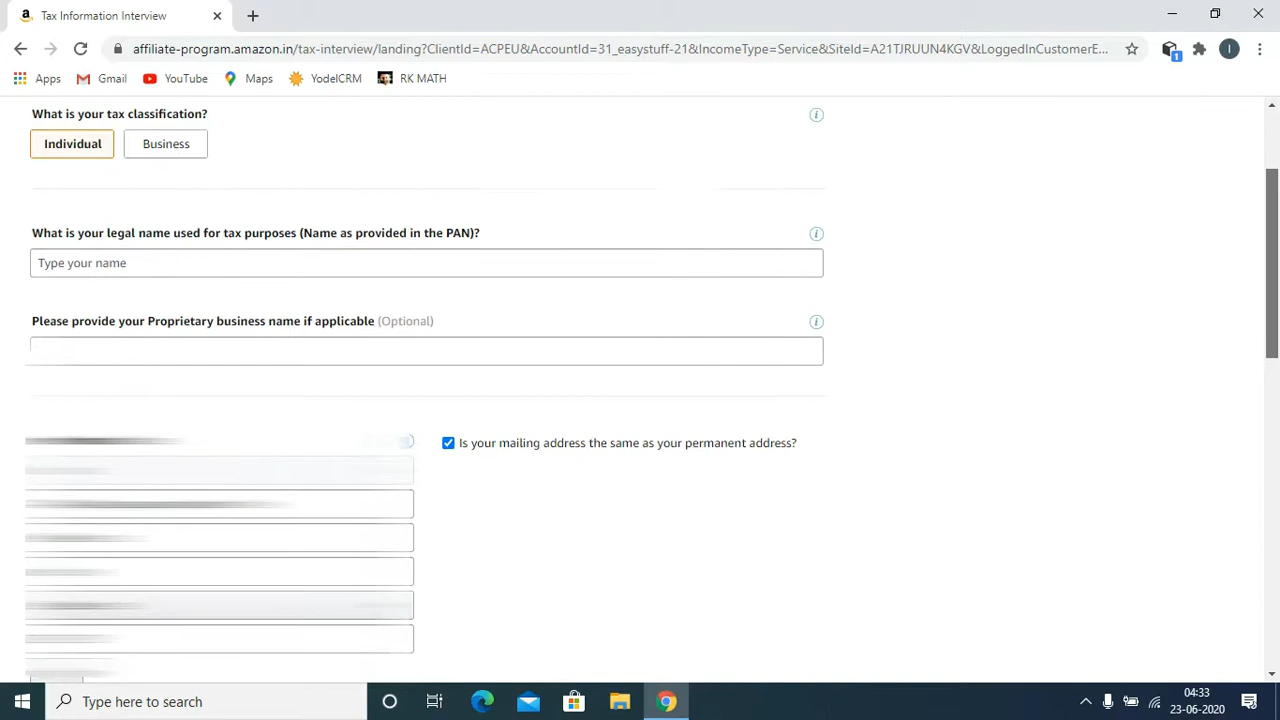 Tax Information Interview
affiliate-program.amazon.in/tax-interview/landing?ClientId=ACPEU&AccountId=31_easystuff-21&IncomeType=Service&SiteId=A21TJRUUN4KGV&LoggedInCustomerE...
Apps Gmail YouTube Maps YodelCRM RK MATH
What is your tax classification?
Individual Business
What is your legal name used for tax purposes (Name as provided in the PAN)?
Type your name
Please provide your Proprietary business name if applicable (Optional)
Is your mailing address the same as your permanent address?
Type here to search
04:33
23-06-2020